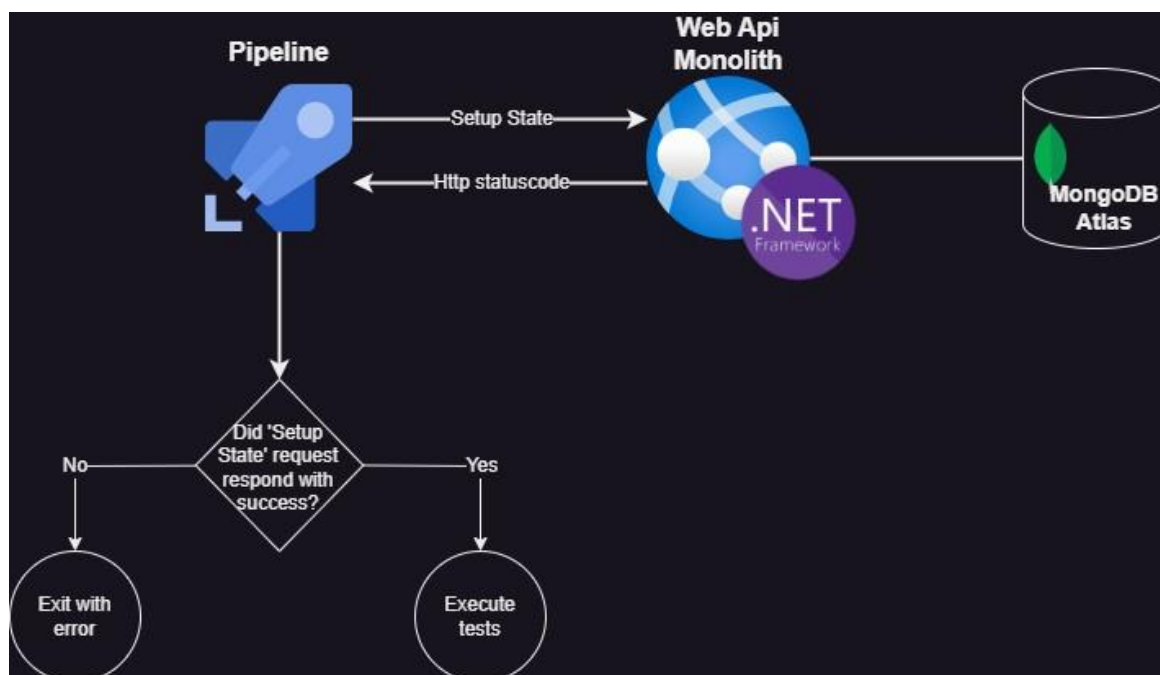 Pipeline
Web Api
Monolith
Setup State
Http statuscode
.NET
Framework
MongoDB
Atlas
Did 'Setup
State' request
respond with
success?
No
Yes
Exit with
error
Execute
tests